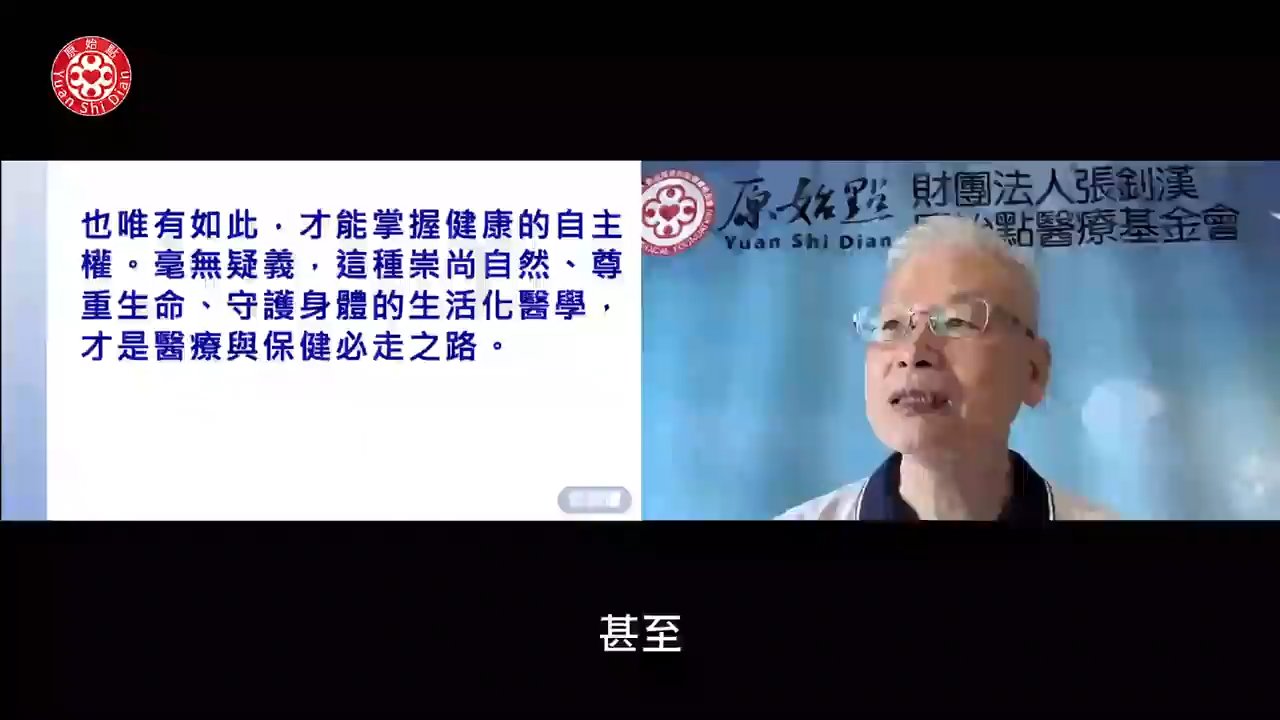 原始點
Yuan Shi Dian
也唯有如此，才能掌握健康的自主
權。毫無疑義，這種崇尚自然、尊
重生命、守護身體的生活化醫學，
才是醫療與保健必走之路。
原始點
Yuan Shi Dian
財團法人張釗漢
點醫療基金會
甚至